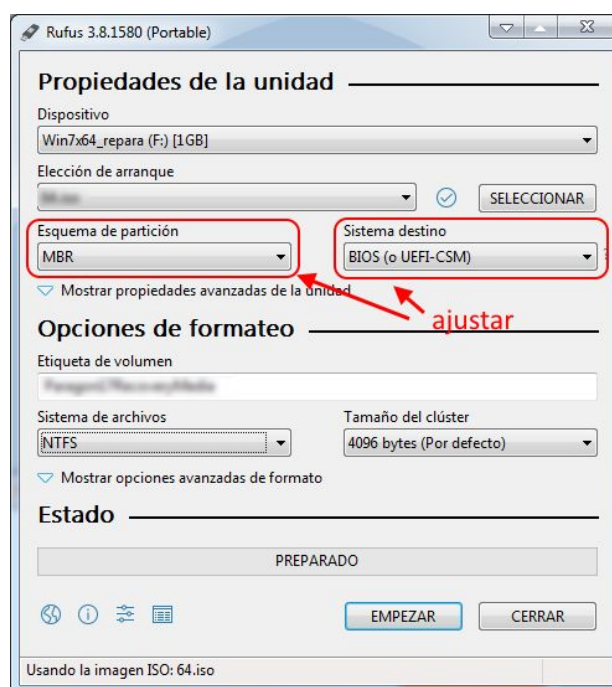 Rufus 3.8.1580 (Portable)
Propiedades de la unidad
Dispositivo
Win7x64_repara (F:) [1GB]
Elección de arranque
SELECCIONAR
Esquema de partición
Sistema destino
MBR
BIOS (o UEFI-CSM)
Mostrar propiedades avanzadas de la unidad
ajustar
Opciones de formateo
Etiqueta de volumen
Sistema de archivos
Tamaño del clúster
NTFS
4096 bytes (Por defecto)
Mostrar opciones avanzadas de formato
Estado
PREPARADO
EMPEZAR
CERRAR
Usando la imagen ISO: 64.iso